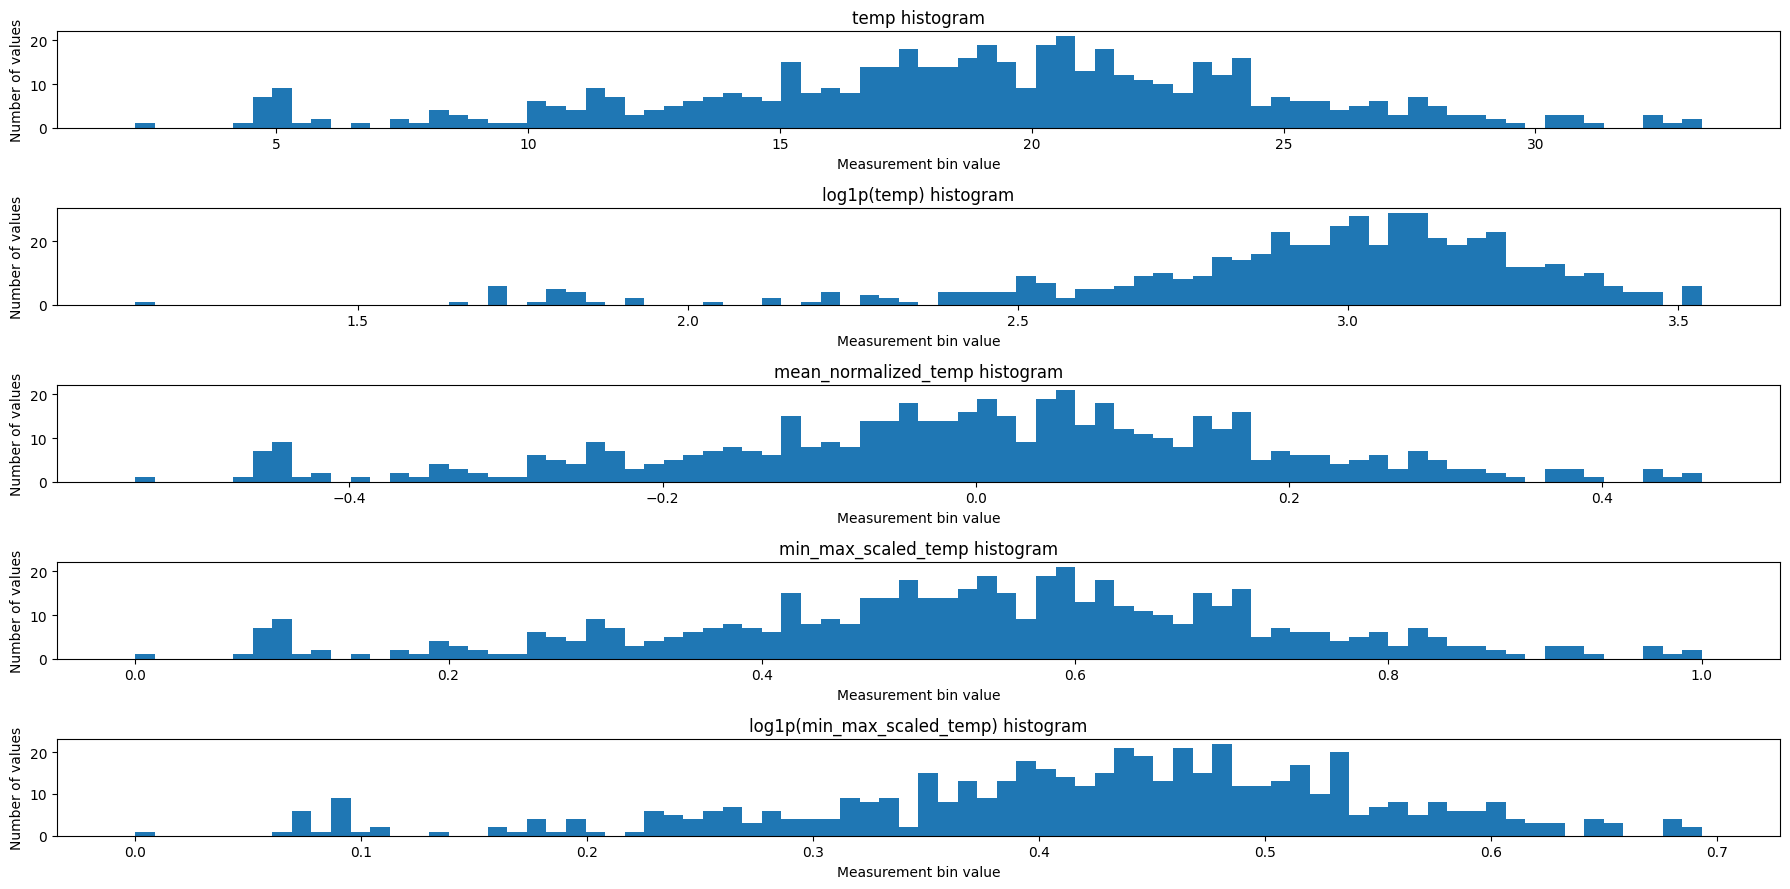 temp histogram
Number of values
20
10
0
5 10 15 20 25 30
Measurement bin value
log1p(temp) histogram
Number of values
20
0
1.5 2.0 2.5 3.0 3.5
Measurement bin value
mean_normalized_temp histogram
Number of values
20
10
0
−0.4 −0.2 0.0 0.2 0.4
Measurement bin value
min_max_scaled_temp histogram
Number of values
20
10
0
0.0 0.2 0.4 0.6 0.8 1.0
Measurement bin value
log1p(min_max_scaled_temp) histogram
Number of values
20
10
0
0.0 0.1 0.2 0.3 0.4 0.5 0.6 0.7
Measurement bin value